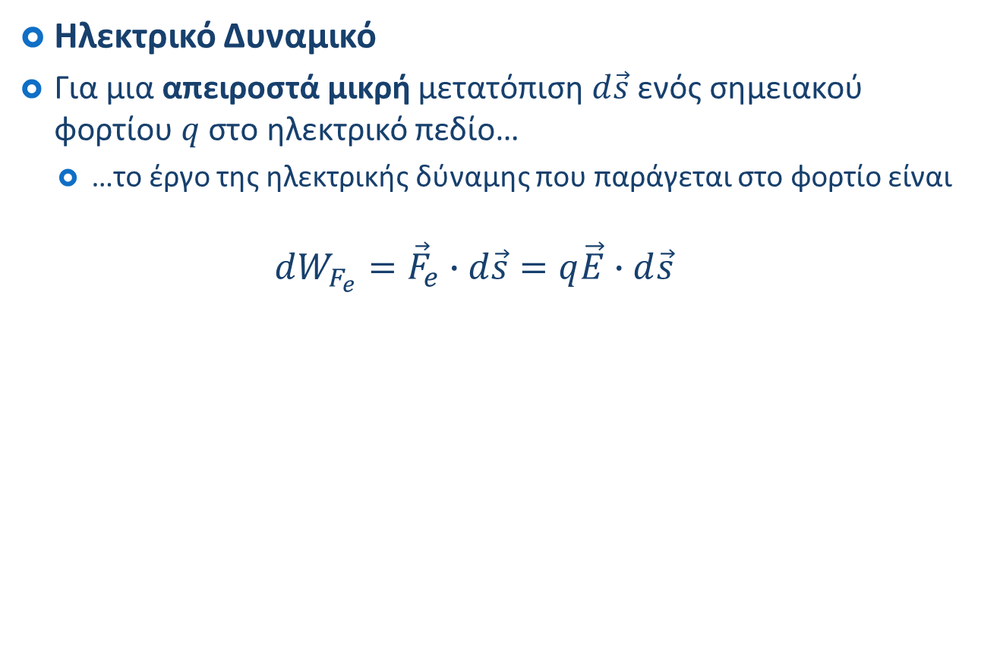 Ηλεκτρικό Δυναμικό
Για μια απειροστά μικρή μετατόπιση $d\vec{s}$ ενός σημειακού
φορτίου $q$ στο ηλεκτρικό πεδίο…
…το έργο της ηλεκτρικής δύναμης που παράγεται στο φορτίο είναι
$dW_{F_e} = \vec{F}_e \cdot d\vec{s} = q\vec{E} \cdot d\vec{s}$